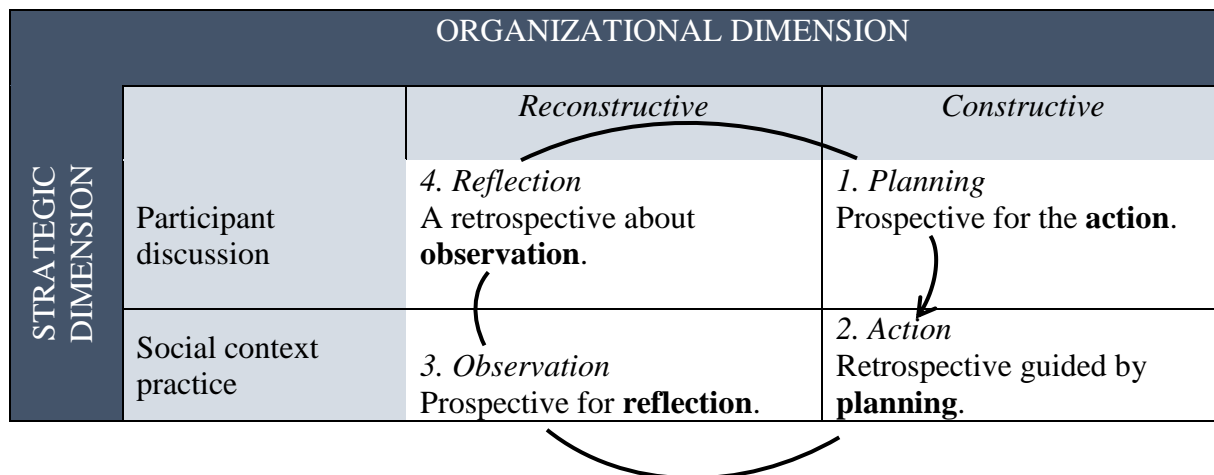 ORGANIZATIONAL DIMENSION
STRATEGIC
DIMENSION
Reconstructive
Constructive
Participant
discussion
4. Reflection
A retrospective about
observation.
1. Planning
Prospective for the action.
Social context
practice
3. Observation
Prospective for reflection.
2. Action
Retrospective guided by
planning.